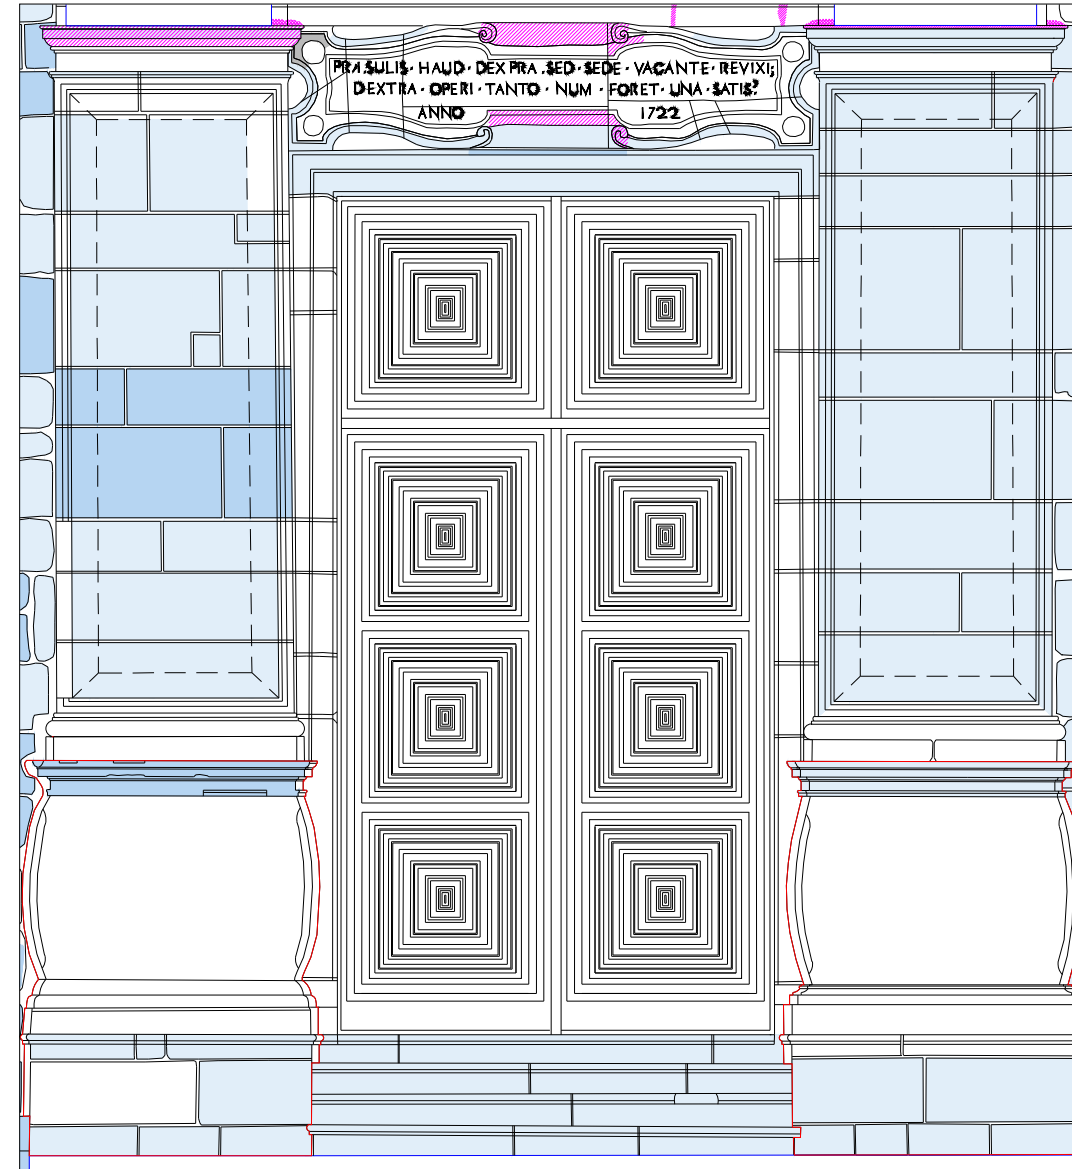 PRÆSULIS · HAUD · DEXTRA · SED · SEDE · VACANTE · REVIXI;
DEXTRA · OPERI · TANTO · NUM · FORET · UNA · SATIS?
ANNO 1722